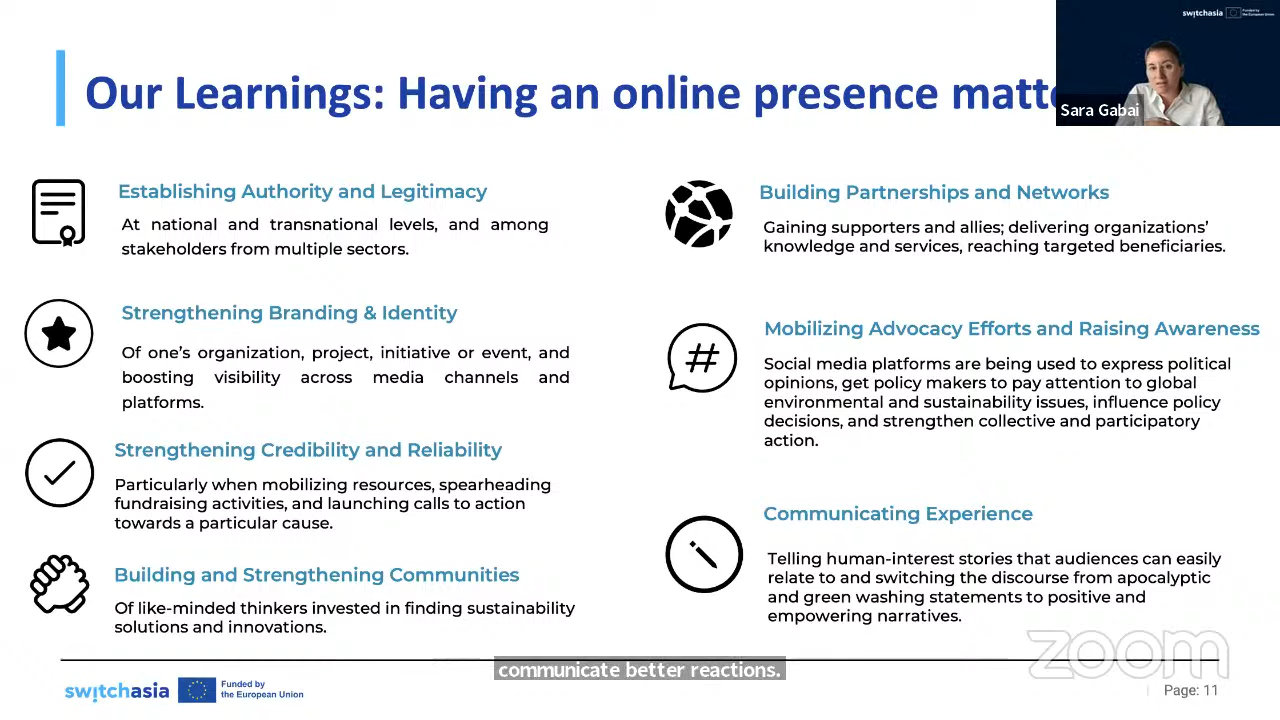 switchasia
Funded by
the European Union
Our Learnings: Having an online presence matt
Sara Gabai
Establishing Authority and Legitimacy
At national and transnational levels, and among
stakeholders from multiple sectors.
Strengthening Branding & Identity
Of one's organization, project, initiative or event, and
boosting visibility across media channels and
platforms.
Strengthening Credibility and Reliability
Particularly when mobilizing resources, spearheading
fundraising activities, and launching calls to action
towards a particular cause.
Building and Strengthening Communities
Of like-minded thinkers invested in finding sustainability
solutions and innovations.
Building Partnerships and Networks
Gaining supporters and allies; delivering organizations'
knowledge and services, reaching targeted beneficiaries.
Mobilizing Advocacy Efforts and Raising Awareness
#
Social media platforms are being used to express political
opinions, get policy makers to pay attention to global
environmental and sustainability issues, influence policy
decisions, and strengthen collective and participatory
action.
Communicating Experience
Telling human-interest stories that audiences can easily
relate to and switching the discourse from apocalyptic
and green washing statements to positive and
empowering narratives.
zoom
communicate better reactions.
switchasia
Funded by
the European Union
Page: 11